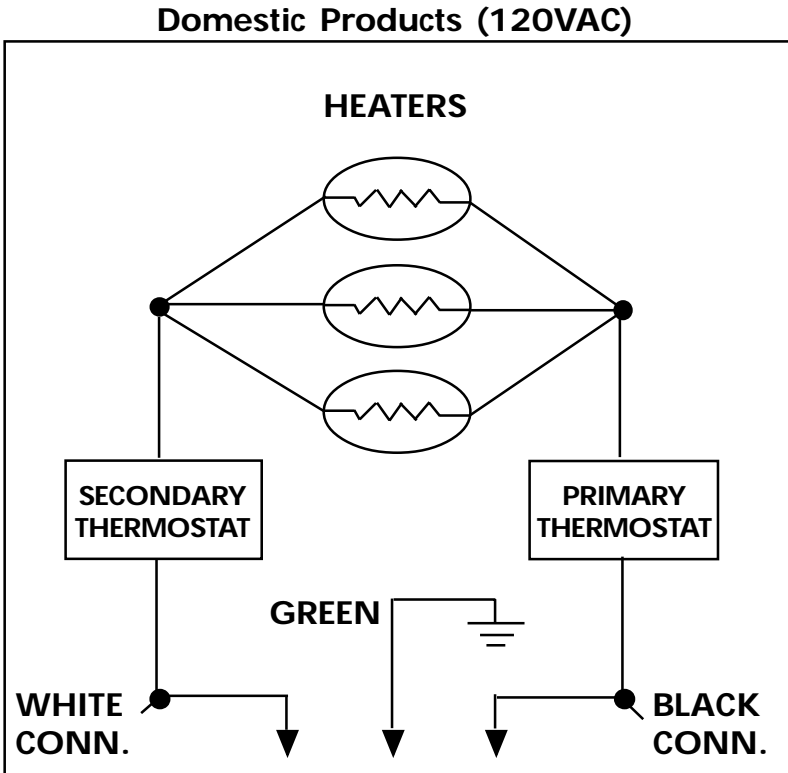 Domestic Products (120VAC)
HEATERS
SECONDARY
THERMOSTAT
PRIMARY
THERMOSTAT
GREEN
WHITE
CONN.
BLACK
CONN.